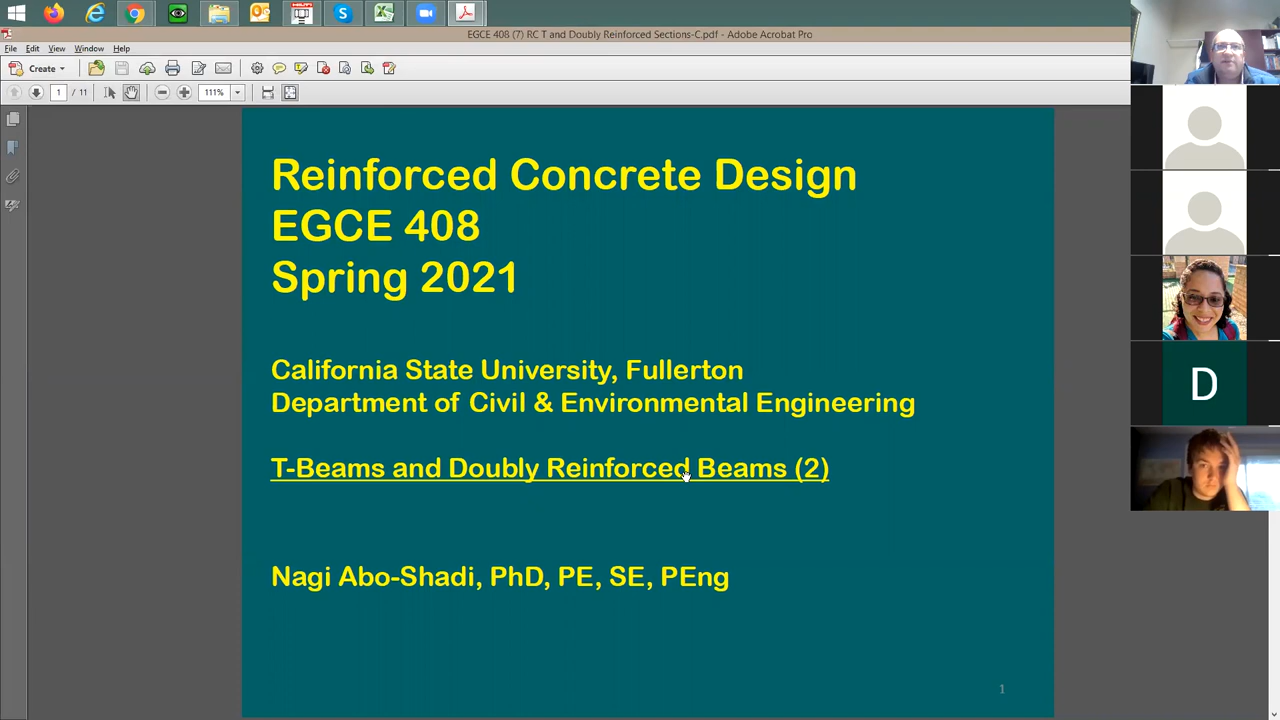 EGCE 408 (7) RC T and Doubly Reinforced Sections-C.pdf - Adobe Acrobat Pro
File Edit View Window Help
Create
1 / 11 111%
Reinforced Concrete Design
EGCE 408
Spring 2021
California State University, Fullerton
Department of Civil & Environmental Engineering
T-Beams and Doubly Reinforced Beams (2)
Nagi Abo-Shadi, PhD, PE, SE, PEng
1
D